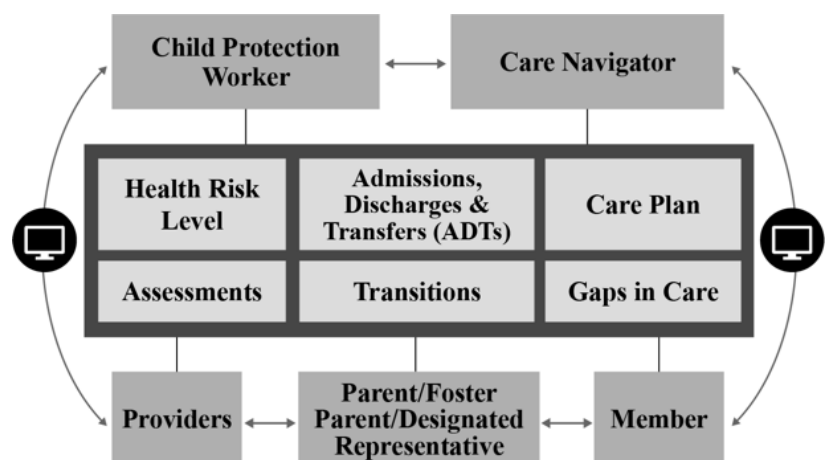 Child Protection
Worker
Care Navigator
Health Risk
Level
Admissions,
Discharges &
Transfers (ADTs)
Care Plan
Assessments
Transitions
Gaps in Care
Providers
Parent/Foster
Parent/Designated
Representative
Member